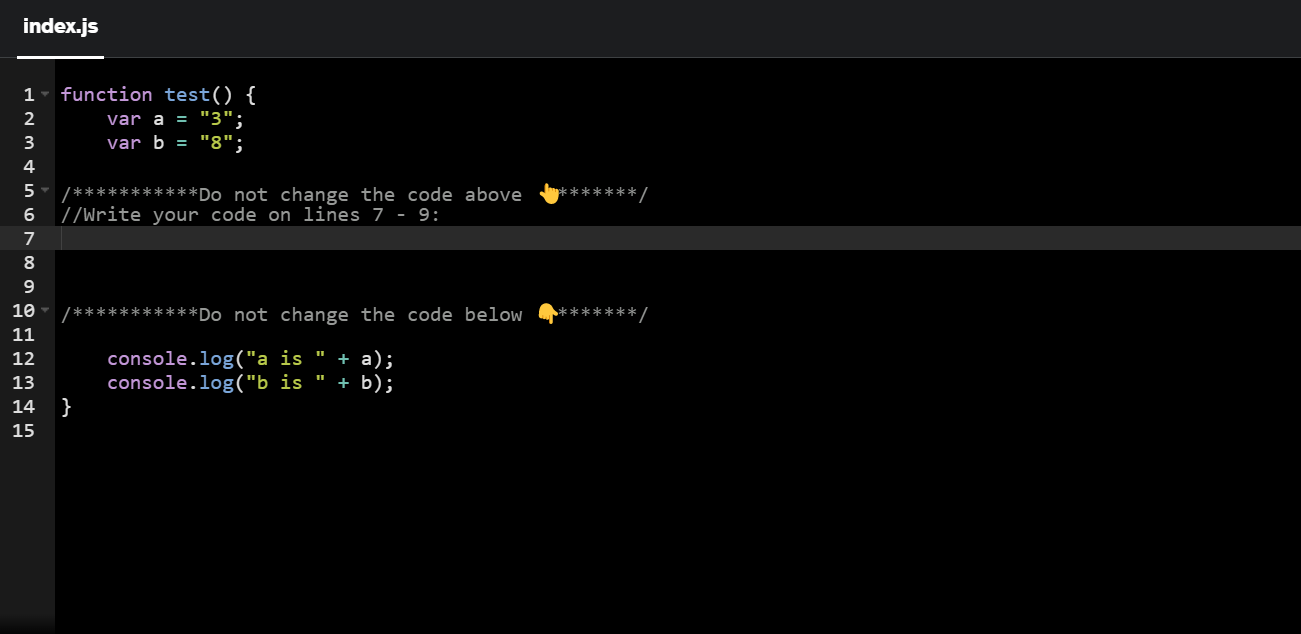 index.js
1 function test() {
2     var a = "3";
3     var b = "8";
4
5 /***********Do not change the code above 👆*******/
6 //Write your code on lines 7 - 9:
7
8
9
10 /***********Do not change the code below 👇*******/
11
12     console.log("a is " + a);
13     console.log("b is " + b);
14 }
15